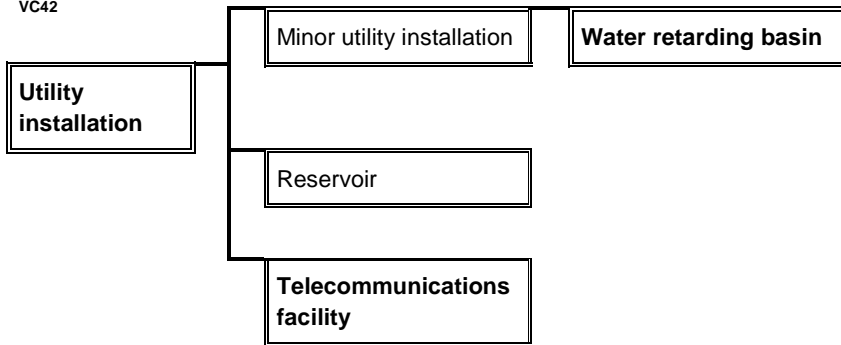 VC42
Minor utility installation
Water retarding basin
Utility
installation
Reservoir
Telecommunications
facility